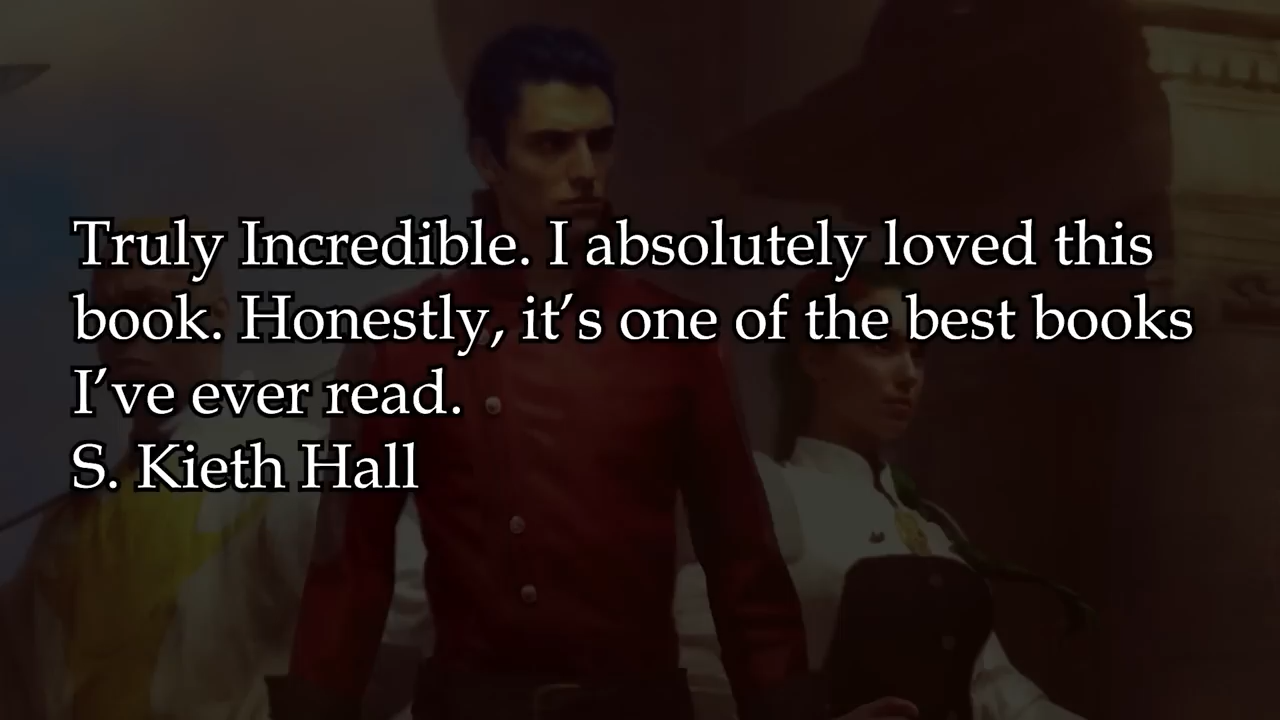 Truly Incredible. I absolutely loved this
book. Honestly, it’s one of the best books
I’ve ever read.
S. Kieth Hall